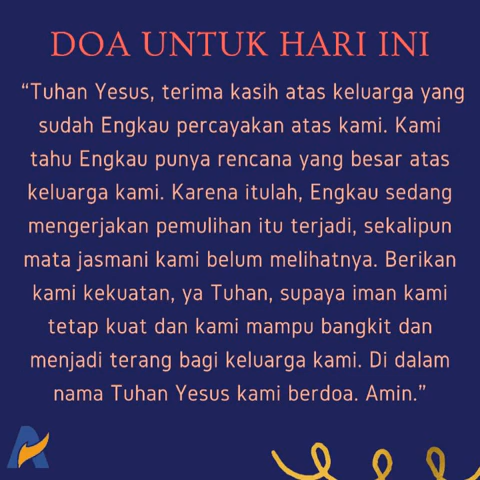 DOA UNTUK HARI INI
“Tuhan Yesus, terima kasih atas keluarga yang
sudah Engkau percayakan atas kami. Kami
tahu Engkau punya rencana yang besar atas
keluarga kami. Karena itulah, Engkau sedang
mengerjakan pemulihan itu terjadi, sekalipun
mata jasmani kami belum melihatnya. Berikan
kami kekuatan, ya Tuhan, supaya iman kami
tetap kuat dan kami mampu bangkit dan
menjadi terang bagi keluarga kami. Di dalam
nama Tuhan Yesus kami berdoa. Amin.”